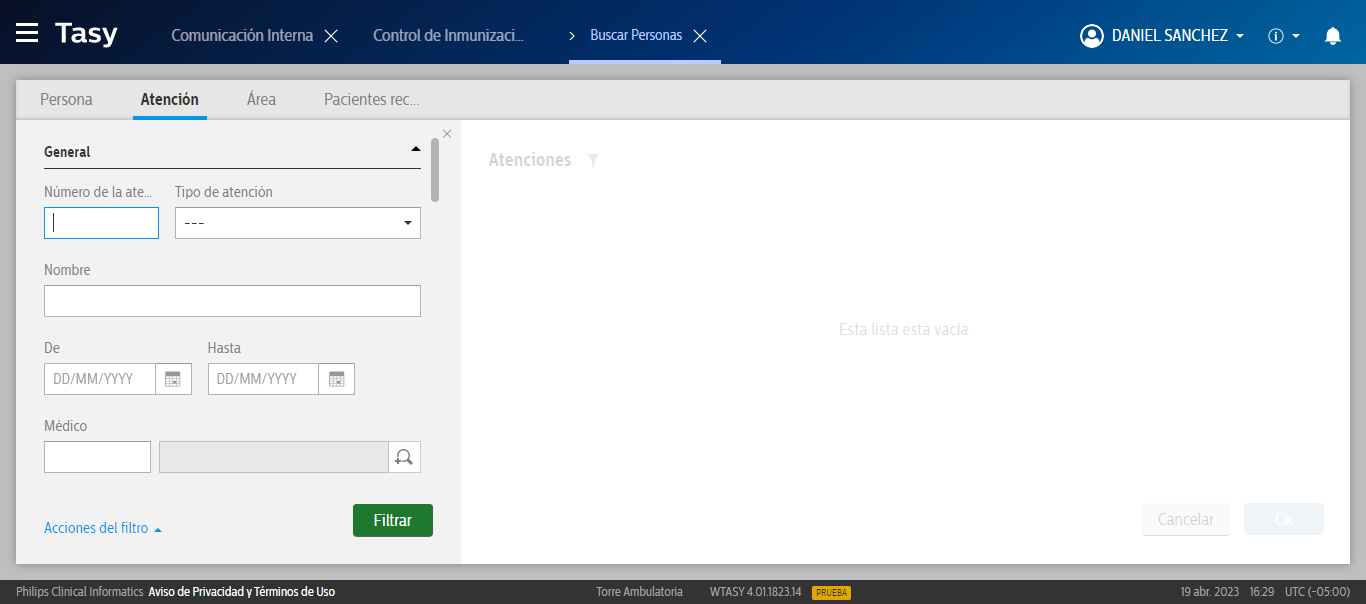 Tasy Comunicación Interna Control de Inmunizaci... > Buscar Personas DANIEL SANCHEZ
Persona Atención Área Pacientes rec...
General
Atenciones
Número de la ate... Tipo de atención
---
Nombre
Esta lista está vacía.
De Hasta
DD/MM/YYYY DD/MM/YYYY
Médico
Acciones del filtro Filtrar
Cancelar Ok
Philips Clinical Informatics Aviso de Privacidad y Términos de Uso Torre Ambulatoria WTASY 4.01.1823.14 PRUEBA 19 abr. 2023 16:29 UTC (-05:00)